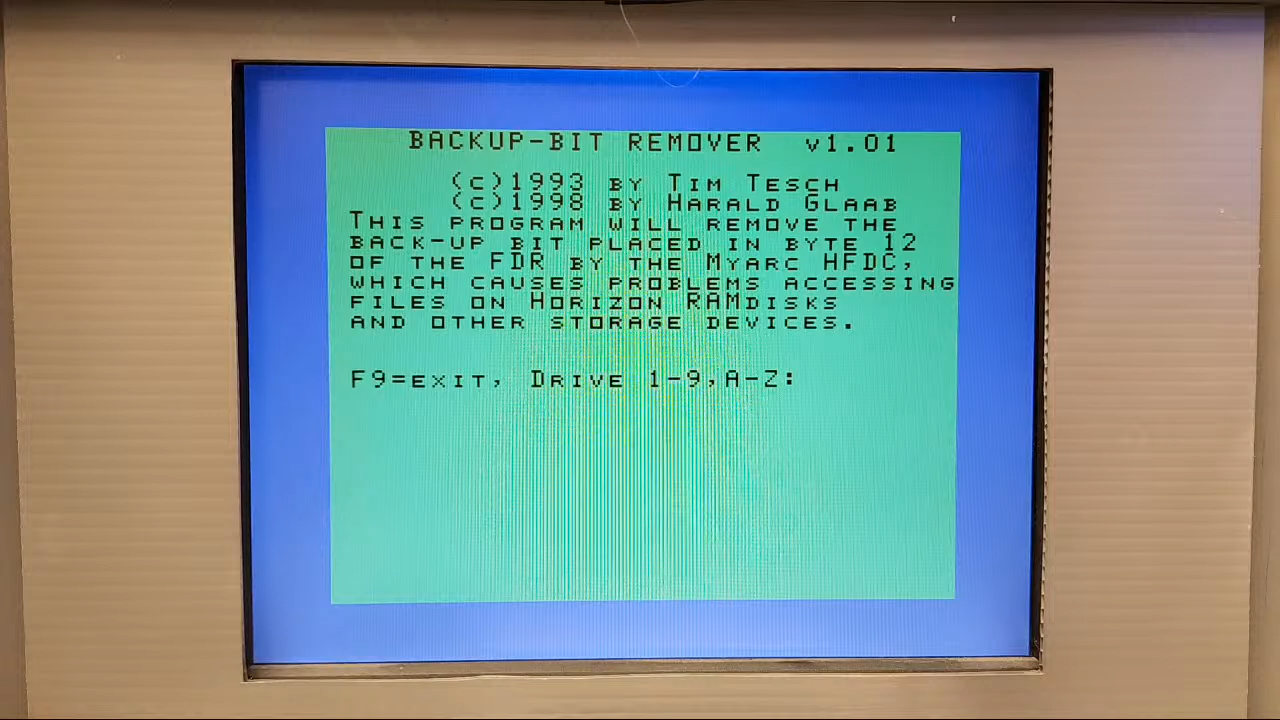 BACKUP-BIT REMOVER v1.01
(c)1993 BY TIM TESCH
(c)1998 BY HARALD GLAAB
THIS PROGRAM WILL REMOVE THE
BACK-UP BIT PLACED IN BYTE 12
OF THE FDR BY THE MYARC HFDC,
WHICH CAUSES PROBLEMS ACCESSING
FILES ON HORIZON RAMDISKS
AND OTHER STORAGE DEVICES.
F9=EXIT, DRIVE 1-9,A-Z: